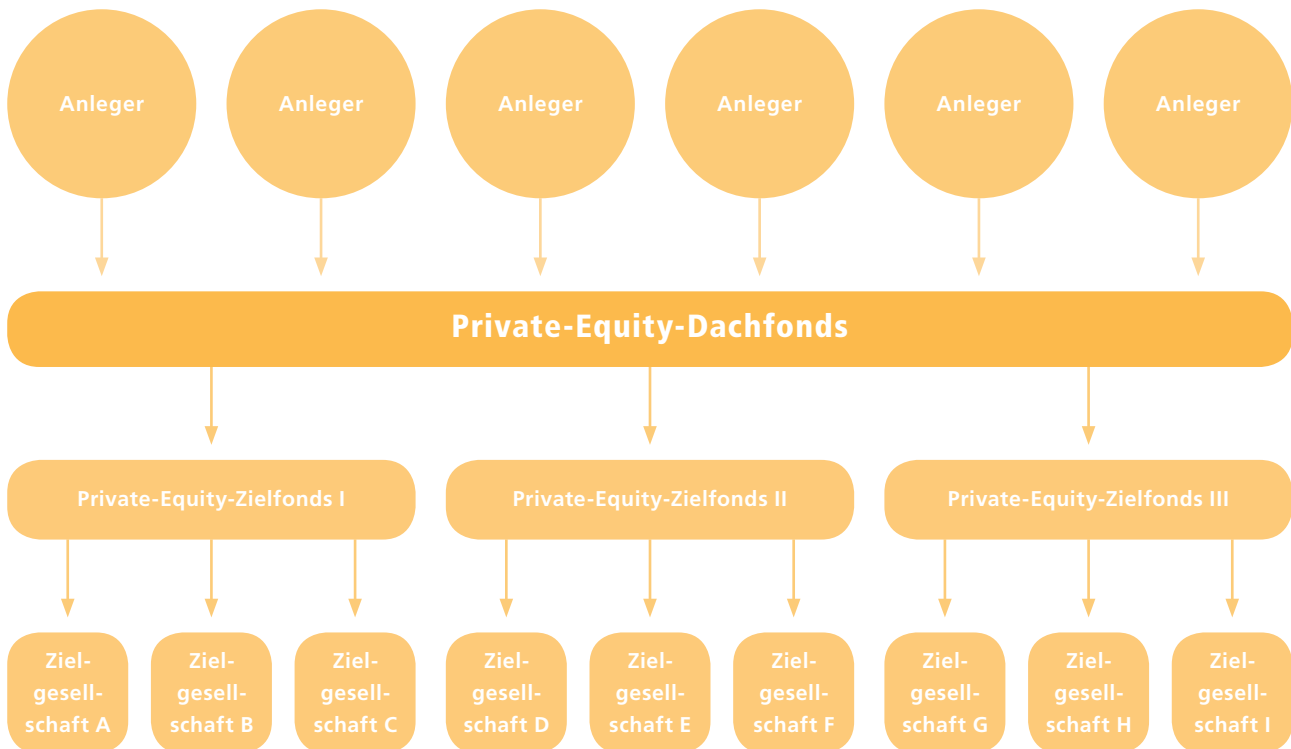 Anleger Anleger Anleger Anleger Anleger Anleger
Private-Equity-Dachfonds
Private-Equity-Zielfonds I Private-Equity-Zielfonds II Private-Equity-Zielfonds III
Ziel-
gesell-
schaft A
Ziel-
gesell-
schaft B
Ziel-
gesell-
schaft C
Ziel-
gesell-
schaft D
Ziel-
gesell-
schaft E
Ziel-
gesell-
schaft F
Ziel-
gesell-
schaft G
Ziel-
gesell-
schaft H
Ziel-
gesell-
schaft I